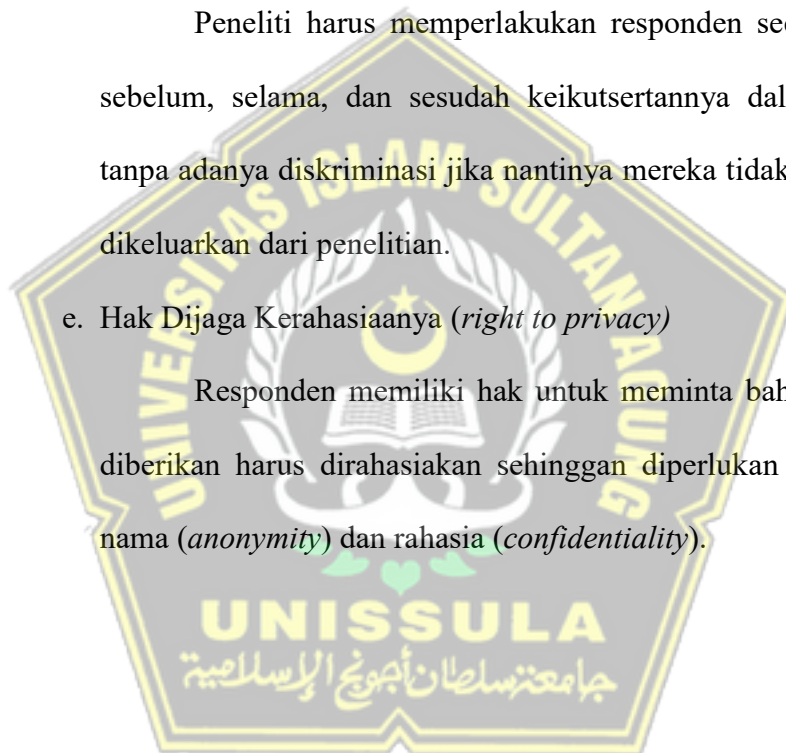 Peneliti harus memperlakukan responden sec
sebelum, selama, dan sesudah keikutsertannya dal
tanpa adanya diskriminasi jika nantinya mereka tidak
dikeluarkan dari penelitian.
e. Hak Dijaga Kerahasiaanya (right to privacy)
Responden memiliki hak untuk meminta bah
diberikan harus dirahasiakan sehinggan diperlukan
nama (anonymity) dan rahasia (confidentiality).
UNIVERSITAS ISLAM SULTAN AGUNG
UNISSULA
جامعة سلطان أجونج الإسلامية